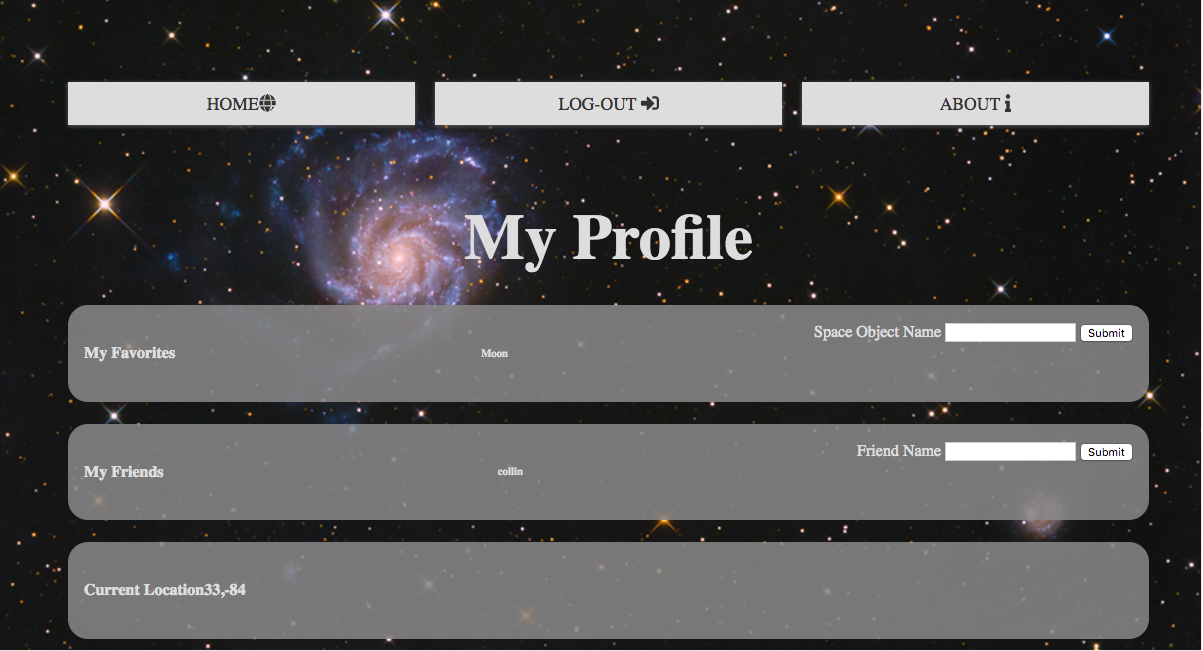 HOME
LOG-OUT
ABOUT
My Profile
Space Object Name Submit
My Favorites Moon
Friend Name Submit
My Friends collin
Current Location33,-84